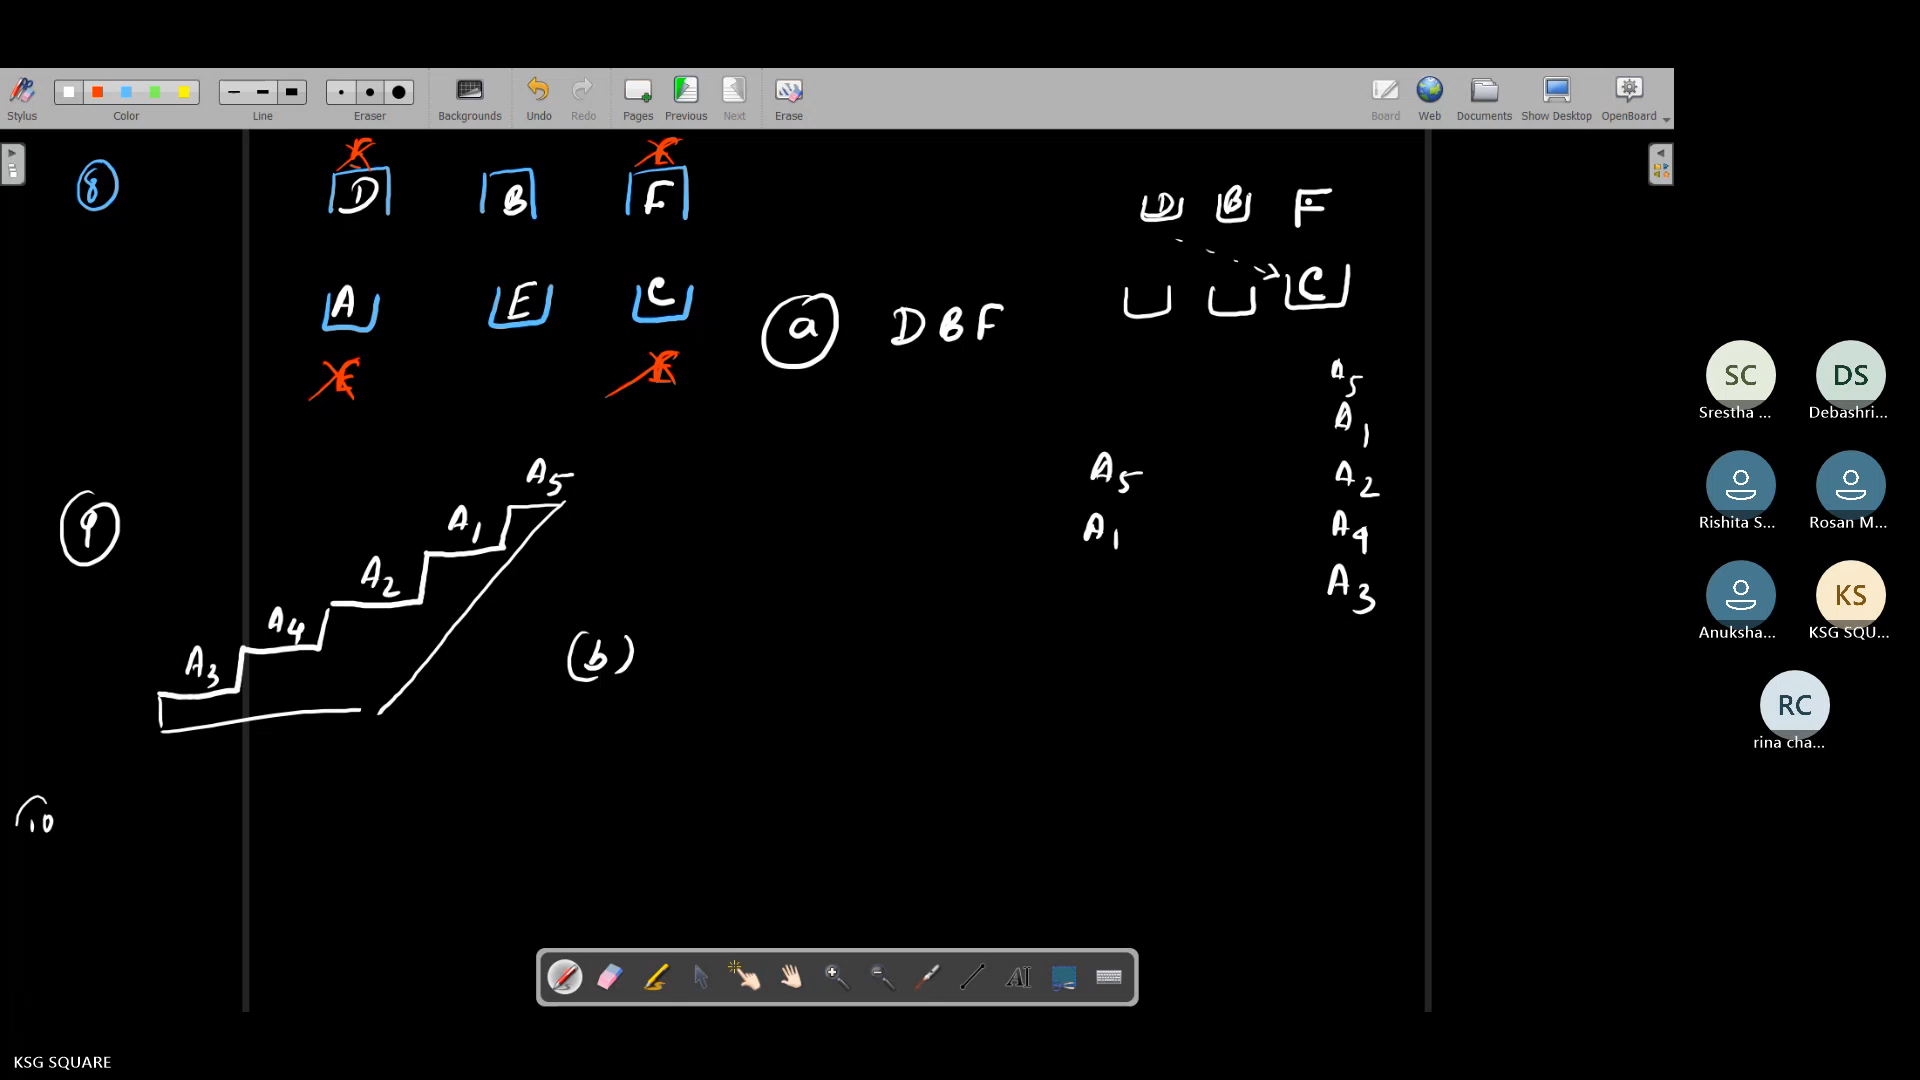 Stylus Color Line Eraser Backgrounds Undo Redo Pages Previous Next Erase Board Web Documents Show Desktop OpenBoard
8
D B F
A E C
a D B F
D B F
C
A5
A1
A2
A4
A3
A5
A1
9
A5
A1
A2
A4
A3
(b)
10
SC DS
Srestha ... Debashri...
Rishita S... Rosan M...
KS
Anuksha... KSG SQU...
RC
rina cha...
AI
KSG SQUARE